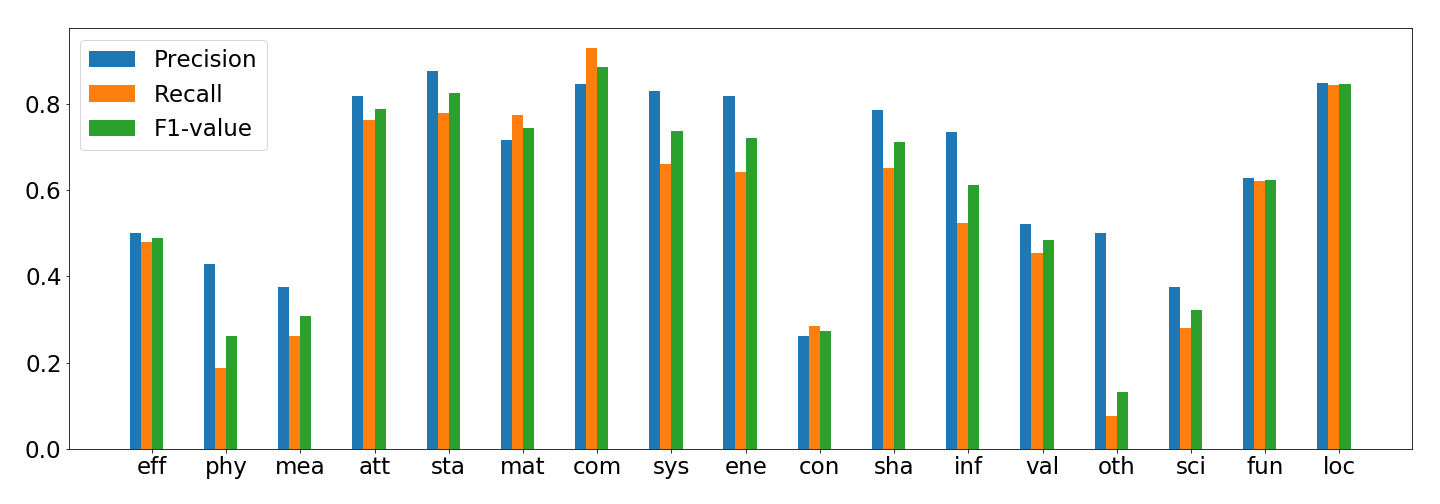 Precision
Recall
F1-value
0.8
0.6
0.4
0.2
0.0
eff phy mea att sta mat com sys ene con sha inf val oth sci fun loc